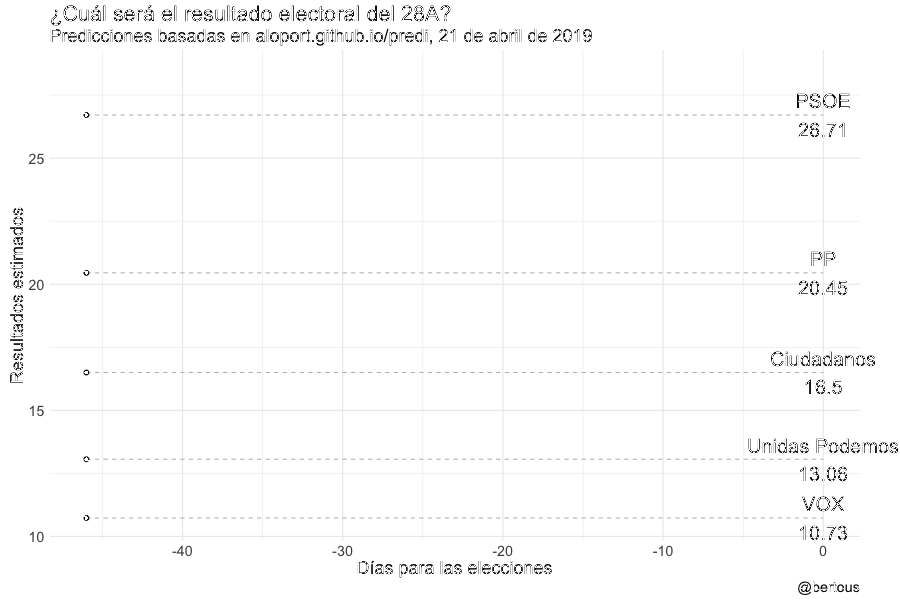 ¿Cuál será el resultado electoral del 28A?
Predicciones basadas en aloport.github.io/predi, 21 de abril de 2019
PSOE
26.71
25
PP
20
20.45
Ciudadanos
16.5
15
Unidas Podemos
13.06
VOX
10.73
10
-40
-30
-20
-10
0
Resultados estimados
Días para las elecciones
@bertous